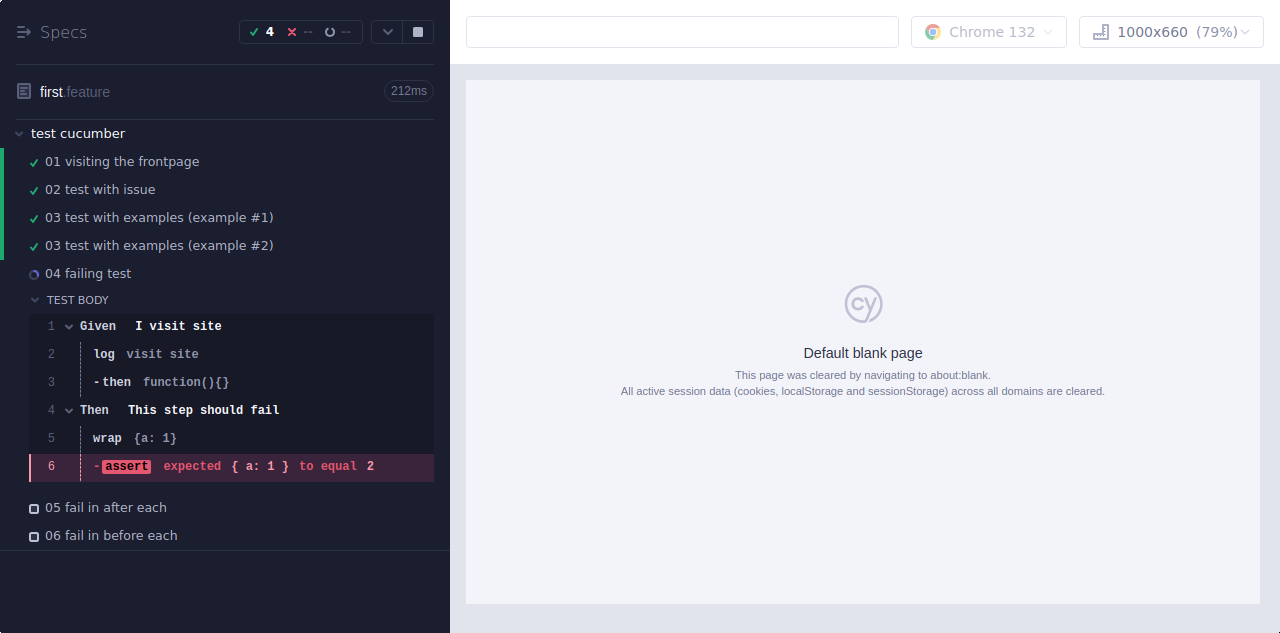 Specs
4
--
--
first.feature
212ms
test cucumber
01 visiting the frontpage
02 test with issue
03 test with examples (example #1)
03 test with examples (example #2)
04 failing test
TEST BODY
1 Given I visit site
2 log visit site
3 -then function(){}
4 Then This step should fail
5 wrap {a: 1}
6 -assert expected { a: 1 } to equal 2
05 fail in after each
06 fail in before each
Chrome 132
1000x660 (79%)
cy
Default blank page
This page was cleared by navigating to about:blank.
All active session data (cookies, localStorage and sessionStorage) across all domains are cleared.